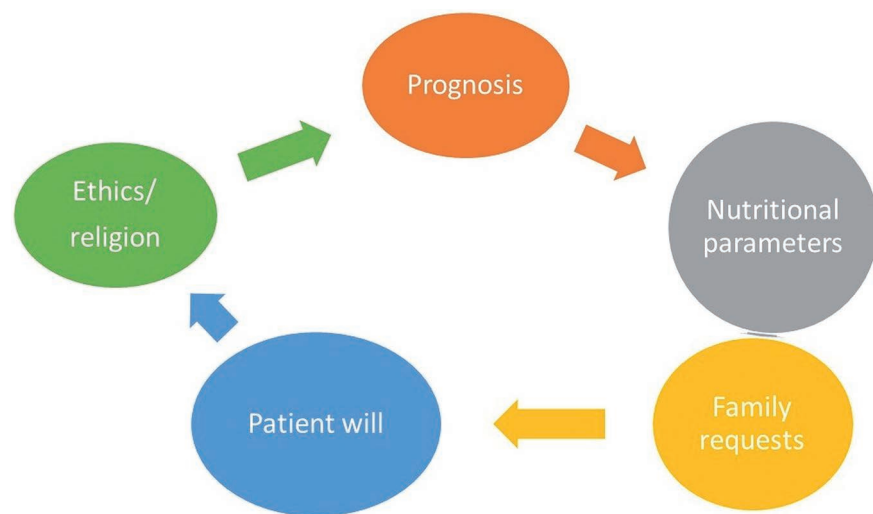 Prognosis
Nutritional
parameters
Family
requests
Patient will
Ethics/
religion